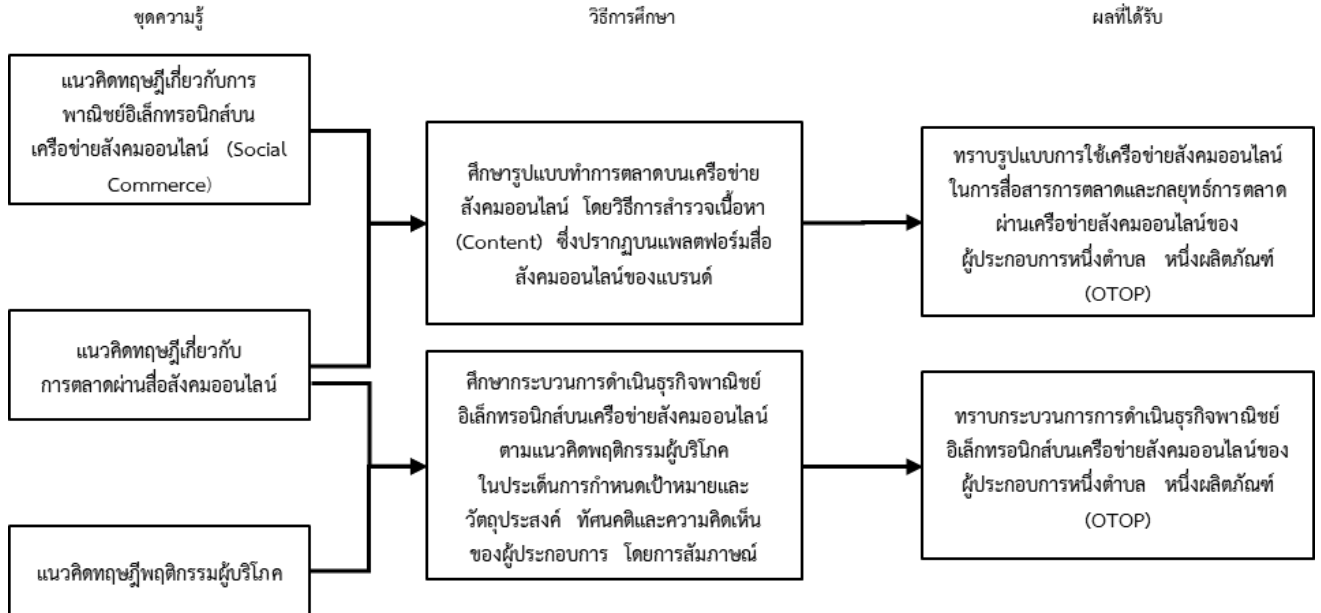 ชุดความรู้
วิธีการศึกษา
ผลที่ได้รับ
แนวคิดทฤษฎีเกี่ยวกับการ
พาณิชย์อิเล็กทรอนิกส์บน
เครือข่ายสังคมออนไลน์ (Social
Commerce)
แนวคิดทฤษฎีเกี่ยวกับ
การตลาดผ่านสื่อสังคมออนไลน์
แนวคิดทฤษฎีพฤติกรรมผู้บริโภค
ศึกษารูปแบบทำการตลาดบนเครือข่าย
สังคมออนไลน์ โดยวิธีการสำรวจเนื้อหา
(Content) ซึ่งปรากฏบนแพลตฟอร์มสื่อ
สังคมออนไลน์ของแบรนด์
ศึกษากระบวนการดำเนินธุรกิจพาณิชย์
อิเล็กทรอนิกส์บนเครือข่ายสังคมออนไลน์
ตามแนวคิดพฤติกรรมผู้บริโภค
ในประเด็นการกำหนดเป้าหมายและ
วัตถุประสงค์ ทัศนคติและความคิดเห็น
ของผู้ประกอบการ โดยการสัมภาษณ์
ทราบรูปแบบการใช้เครือข่ายสังคมออนไลน์
ในการสื่อสารการตลาดและกลยุทธ์การตลาด
ผ่านเครือข่ายสังคมออนไลน์ของ
ผู้ประกอบการหนึ่งตำบล หนึ่งผลิตภัณฑ์
(OTOP)
ทราบกระบวนการการดำเนินธุรกิจพาณิชย์
อิเล็กทรอนิกส์บนเครือข่ายสังคมออนไลน์ของ
ผู้ประกอบการหนึ่งตำบล หนึ่งผลิตภัณฑ์
(OTOP)